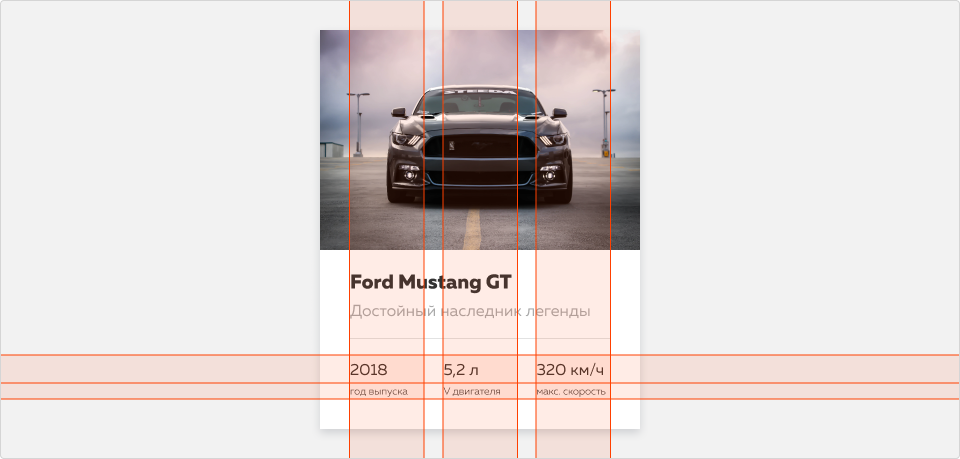 Ford Mustang GT
Достойный наследник легенды
2018 5,2 л 320 км/ч
год выпуска V двигателя макс. скорость